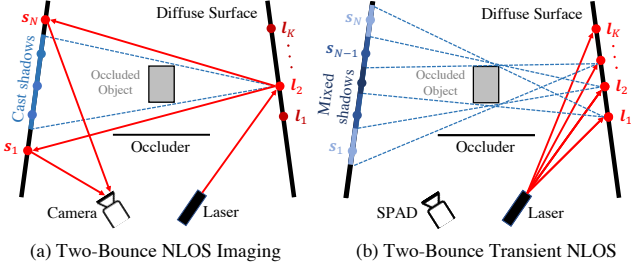 s_N
Diffuse Surface
l_K
Cast shadows
Occluded
Object
l_2
l_1
s_1
Occluder
Camera
Laser
(a) Two-Bounce NLOS Imaging
s_N
Diffuse Surface
l_K
s_{N-1}
Mixed
shadows
Occluded
Object
l_2
l_1
s_1
Occluder
SPAD
Laser
(b) Two-Bounce Transient NLOS